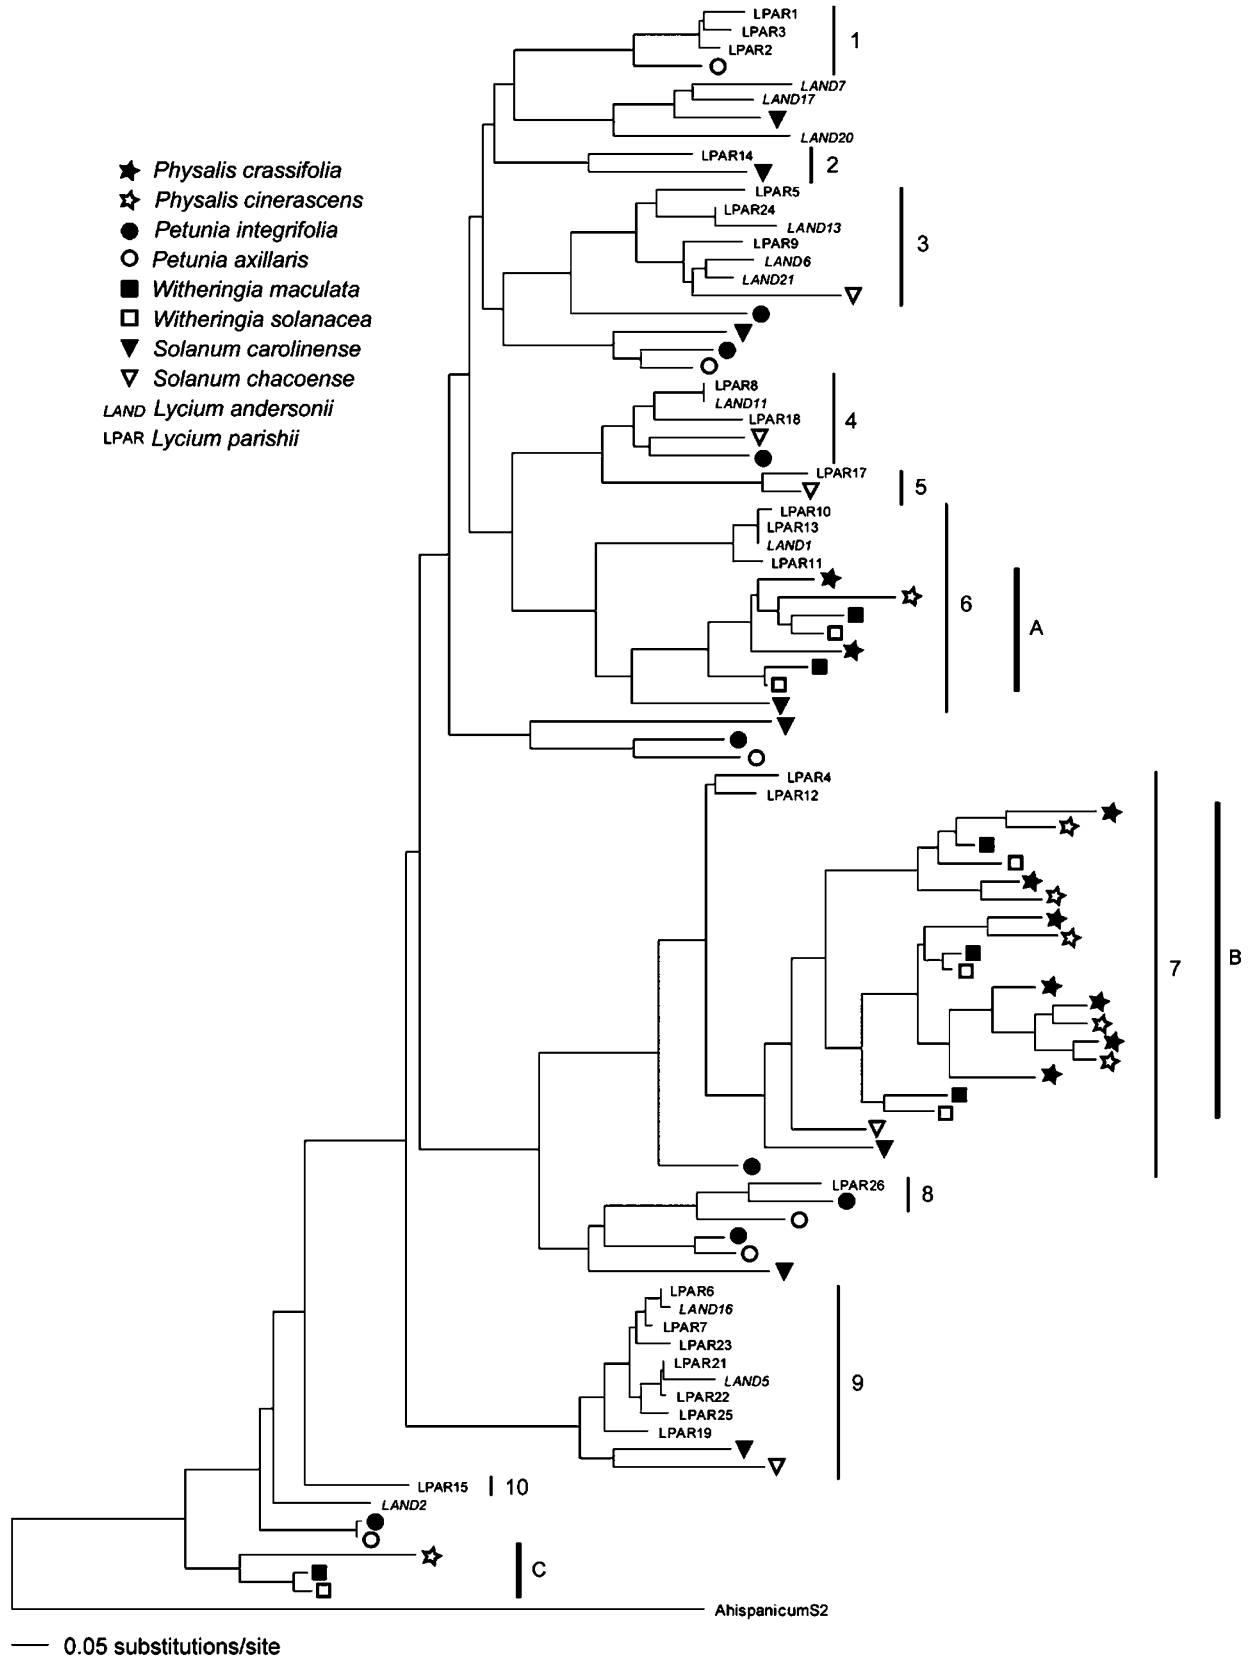 LPAR1
LPAR3
LPAR2
1
LAND7
LAND17
LAND20
LPAR14
2
Physalis crassifolia
Physalis cinerascens
Petunia integrifolia
Petunia axillaris
Witheringia maculata
Witheringia solanacea
Solanum carolinense
Solanum chacoense
LAND Lycium andersonii
LPAR Lycium parishii
LPAR5
LPAR24
LAND13
LPAR9
LAND6
LAND21
3
LPAR8
LAND11
LPAR18
4
LPAR17
5
LPAR10
LPAR13
LAND1
LPAR11
6
A
LPAR4
LPAR12
7
B
LPAR26
8
LPAR6
LAND16
LPAR7
LPAR23
LPAR21
LAND5
LPAR22
LPAR25
LPAR19
9
LPAR15
10
LAND2
C
AhispanicumS2
0.05 substitutions/site